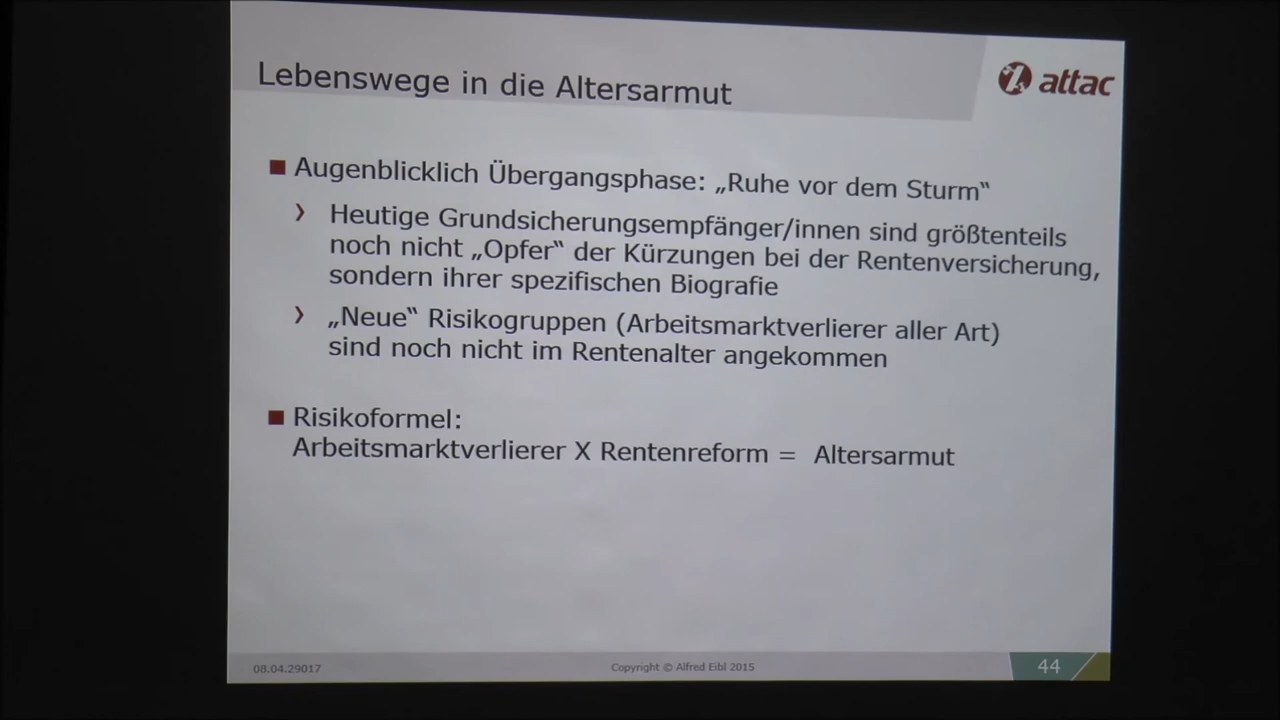 Lebenswege in die Altersarmut
attac
Augenblicklich Übergangsphase: „Ruhe vor dem Sturm“
Heutige Grundsicherungsempfänger/innen sind größtenteils
noch nicht „Opfer“ der Kürzungen bei der Rentenversicherung,
sondern ihrer spezifischen Biografie
„Neue“ Risikogruppen (Arbeitsmarktverlierer aller Art)
sind noch nicht im Rentenalter angekommen
Risikoformel:
Arbeitsmarktverlierer X Rentenreform = Altersarmut
08.04.29017
Copyright © Alfred Eibl 2015
44